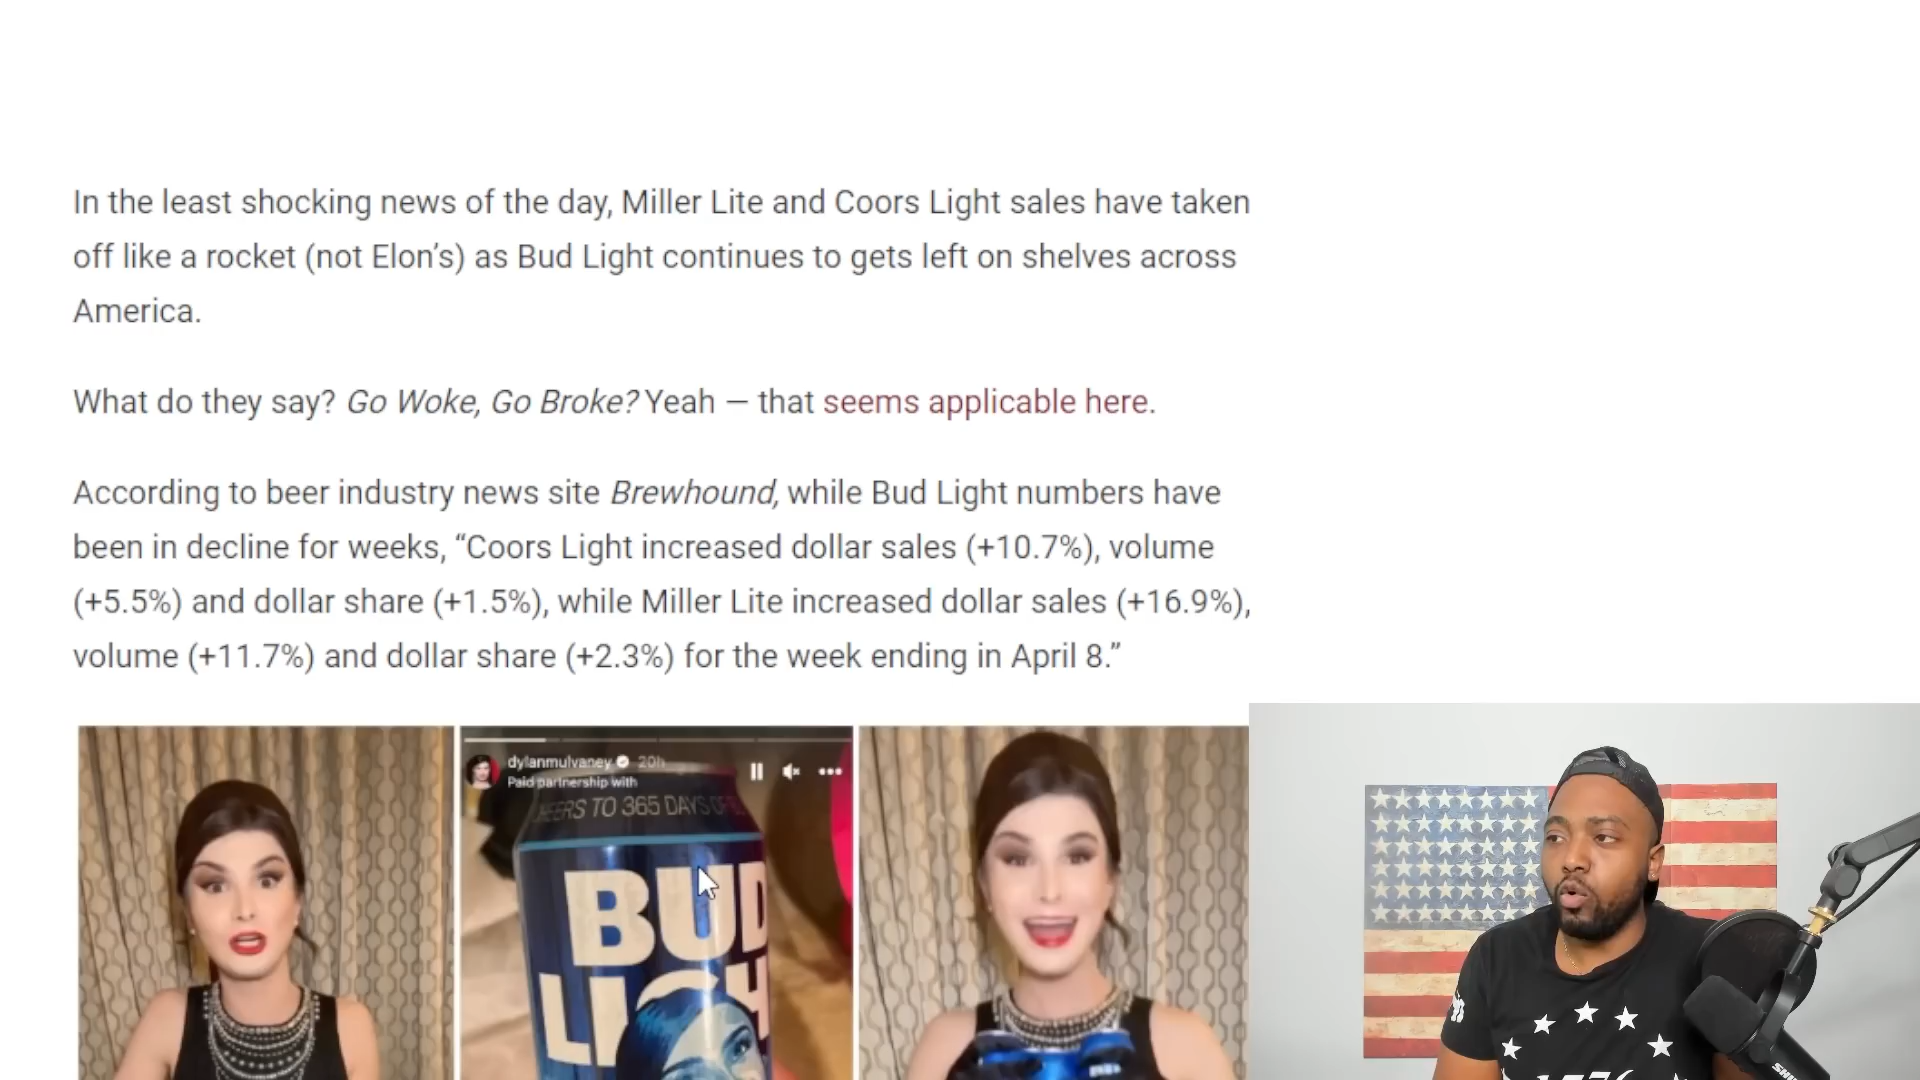 In the least shocking news of the day, Miller Lite and Coors Light sales have taken
off like a rocket (not Elon’s) as Bud Light continues to gets left on shelves across
America.
What do they say? Go Woke, Go Broke? Yeah — that seems applicable here.
According to beer industry news site Brewhound, while Bud Light numbers have
been in decline for weeks, “Coors Light increased dollar sales (+10.7%), volume
(+5.5%) and dollar share (+1.5%), while Miller Lite increased dollar sales (+16.9%),
volume (+11.7%) and dollar share (+2.3%) for the week ending in April 8.”
dylanmulvaney 20h
Paid partnership with
TO 365 DAYS OF
BUD
LIGH